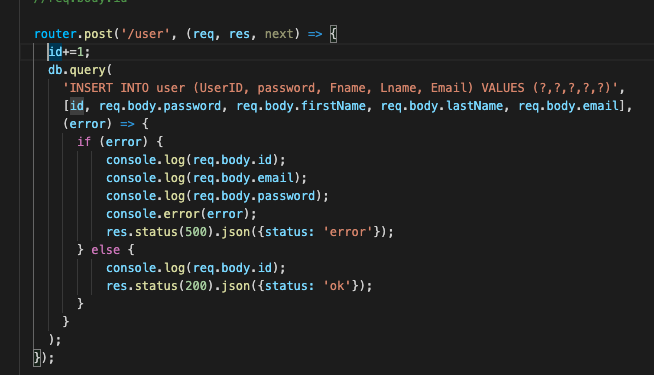 //req.body.id
router.post('/user', (req, res, next) => {
id+=1;
db.query(
'INSERT INTO user (UserID, password, Fname, Lname, Email) VALUES (?,?,?,?,?)',
[id, req.body.password, req.body.firstName, req.body.lastName, req.body.email],
(error) => {
if (error) {
console.log(req.body.id);
console.log(req.body.email);
console.log(req.body.password);
console.error(error);
res.status(500).json({status: 'error'});
} else {
console.log(req.body.id);
res.status(200).json({status: 'ok'});
}
}
);
});